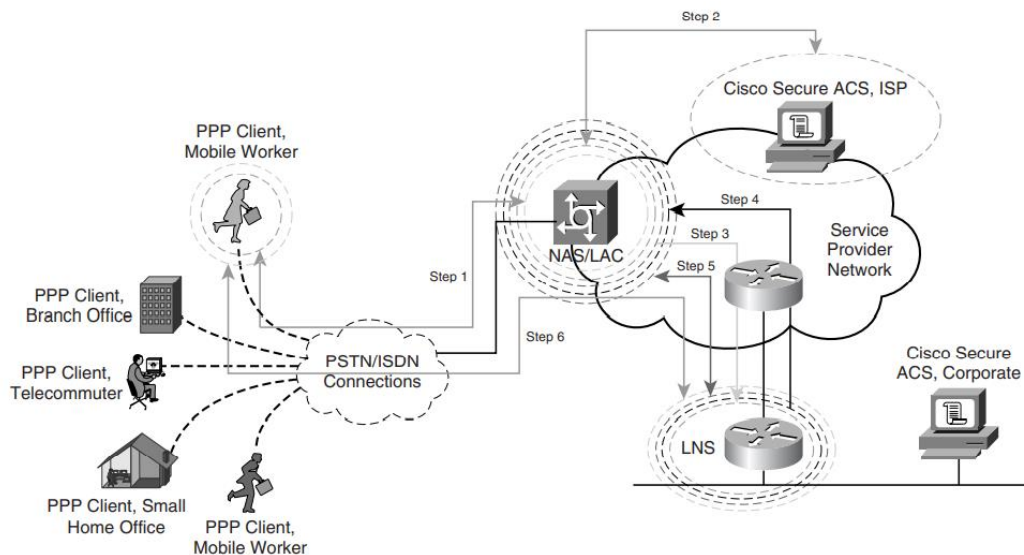 Step 2
Cisco Secure ACS, ISP
PPP Client,
Mobile Worker
Step 4
NAS/LAC
Step 3
Service
Provider
Network
Step 1
Step 5
PPP Client,
Branch Office
Step 6
PSTN/ISDN
Connections
PPP Client,
Telecommuter
Cisco Secure
ACS, Corporate
LNS
PPP Client, Small
Home Office
PPP Client,
Mobile Worker